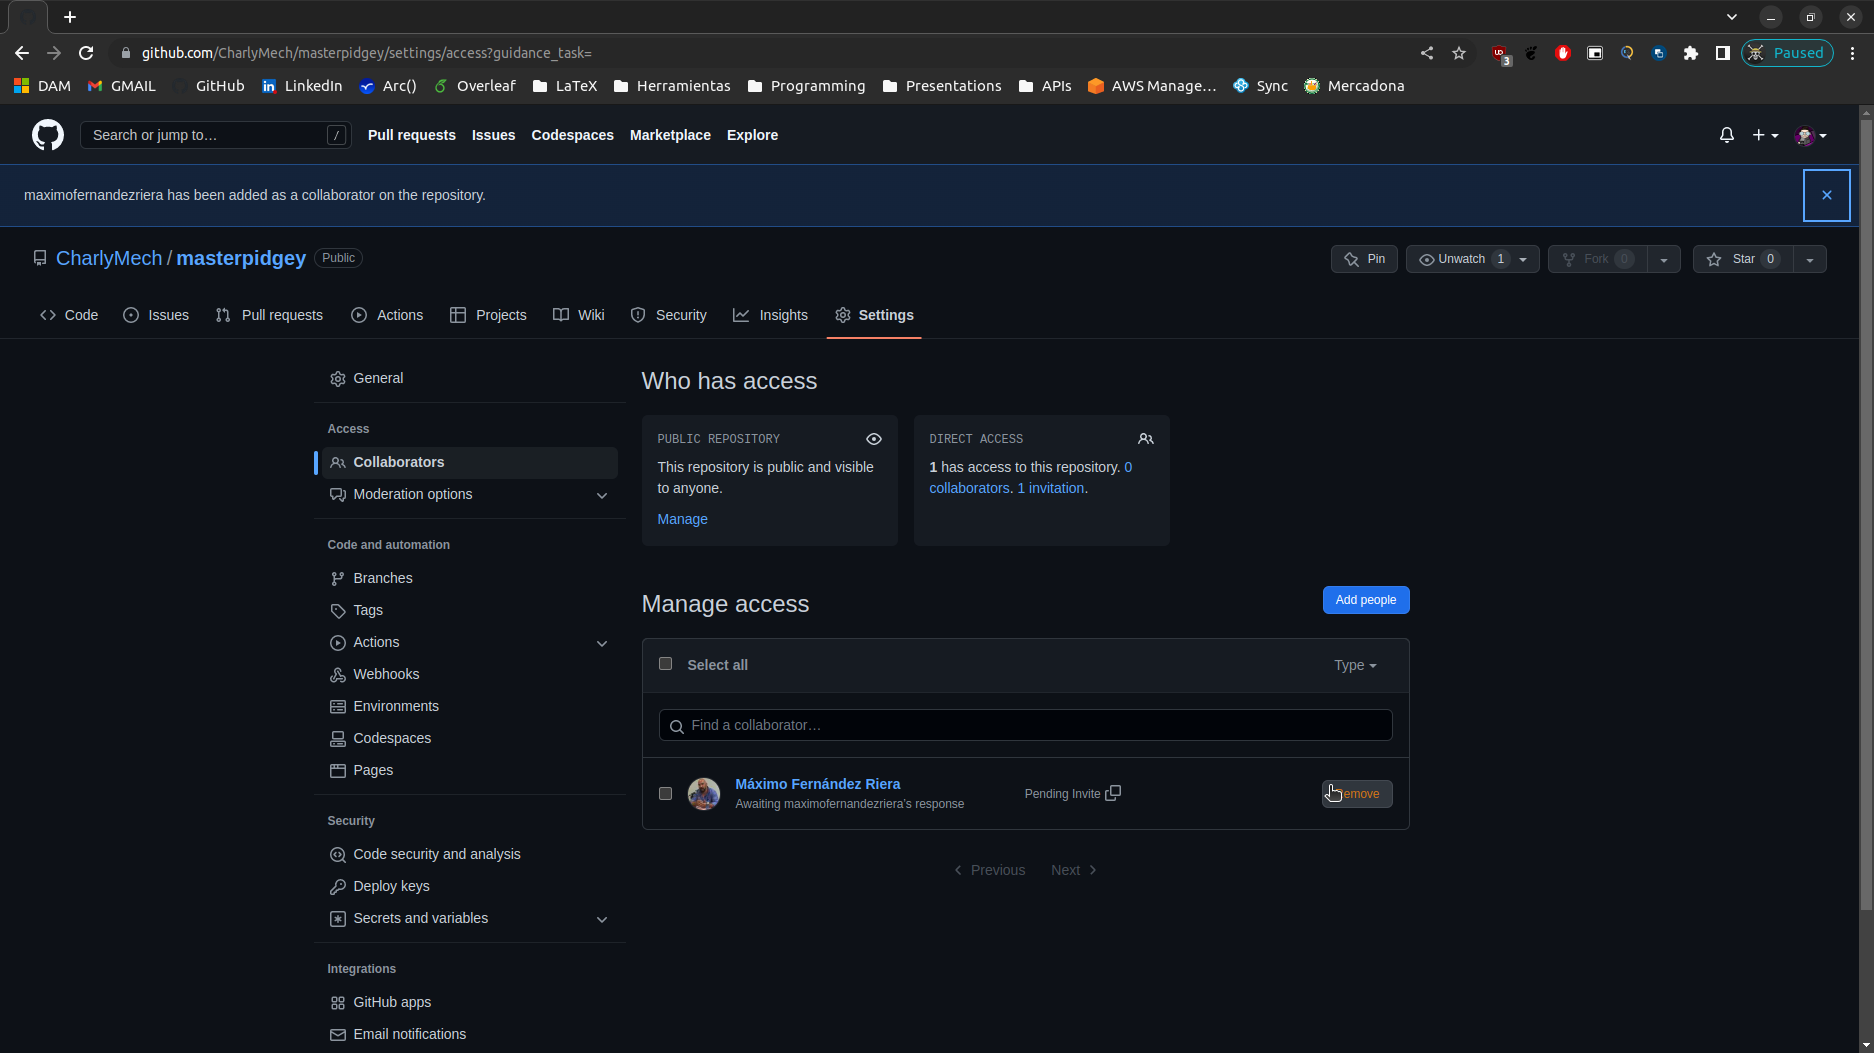 github.com/CharlyMech/masterpidgey/settings/access?guidance_task=
3
Paused
DAM GMAIL GitHub LinkedIn Arc() Overleaf LaTeX Herramientas Programming Presentations APIs AWS Manage... Sync Mercadona
Search or jump to... / Pull requests Issues Codespaces Marketplace Explore
maximofernandezriera has been added as a collaborator on the repository.
CharlyMech / masterpidgey Public
Pin Unwatch 1 Fork 0 Star 0
Code Issues Pull requests Actions Projects Wiki Security Insights Settings
General
Access
Collaborators
Moderation options
Code and automation
Branches
Tags
Actions
Webhooks
Environments
Codespaces
Pages
Security
Code security and analysis
Deploy keys
Secrets and variables
Integrations
GitHub apps
Email notifications
Who has access
PUBLIC REPOSITORY
This repository is public and visible
to anyone.
Manage
DIRECT ACCESS
1 has access to this repository. 0
collaborators. 1 invitation.
Manage access
Add people
Select all
Type
Find a collaborator...
Máximo Fernández Riera
Awaiting maximofernandezriera's response
Pending Invite
Previous Next